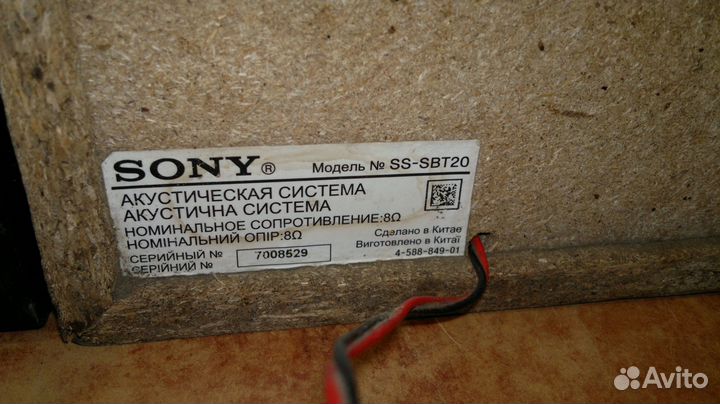 SONY® Модель № SS-SBT20
АКУСТИЧЕСКАЯ СИСТЕМА
АКУСТИЧНА СИСТЕМА
НОМИНАЛЬНОЕ СОПРОТИВЛЕНИЕ:8Ω
НОМІНАЛЬНИЙ ОПІР:8Ω
Сделано в Китае
СЕРИЙНЫЙ № 7008529
Виготовлено в Китаї
СЕРІЙНИЙ №
4-588-849-01
Avito